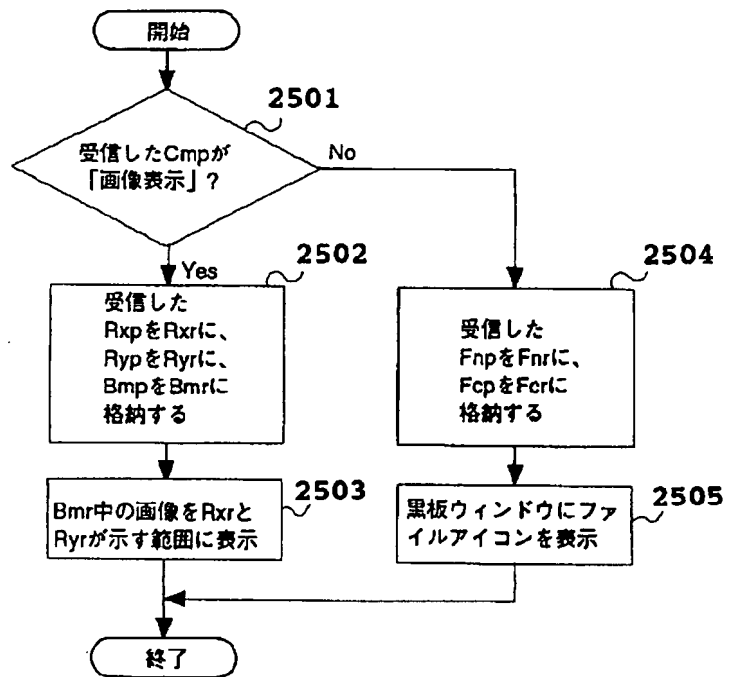 開始
2501
受信したCmpが
「画像表示」?
No
Yes
2502
受信した
RxpをRxrに、
RypをRyrに、
BmpをBmrに
格納する
2504
受信した
FnpをFnrに、
FcpをFcrに
格納する
2503
Bmr中の画像をRxrと
Ryrが示す範囲に表示
2505
黒板ウィンドウにファ
イルアイコンを表示
終了